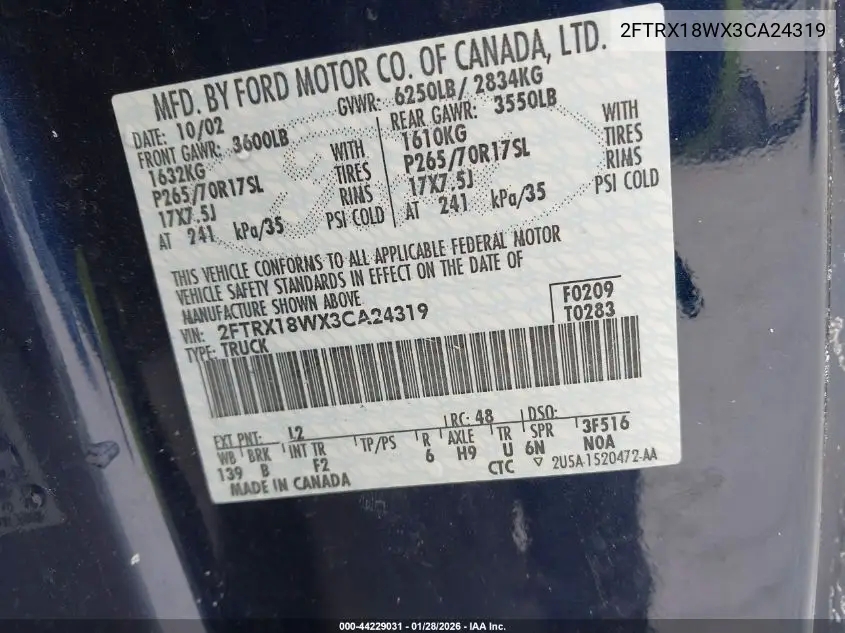 2FTRX18WX3CA24319
MFD. BY FORD MOTOR CO. OF CANADA, LTD.
DATE: 10/02 GVWR: 6250LB/ 2834KG
FRONT GAWR: 3600LB REAR GAWR: 3550LB
1632KG WITH 1610KG WITH
P265/70R17SL TIRES P265/70R17SL TIRES
17X7.5J RIMS 17X7.5J RIMS
AT 241 kPa/35 PSI COLD AT 241 kPa/35 PSI COLD
THIS VEHICLE CONFORMS TO ALL APPLICABLE FEDERAL MOTOR
VEHICLE SAFETY STANDARDS IN EFFECT ON THE DATE OF
MANUFACTURE SHOWN ABOVE.
F0209
VIN: 2FTRX18WX3CA24319 T0283
TYPE: TRUCK
EXT PNT: L2 RC: 48 DSO:
WB BRK INT TR TP/PS R AXLE TR SPR 3F516
139 B F2 6 H9 U 6N NOA
MADE IN CANADA CTC ▽ 2U5A-1520472-AA
000-44229031 - 01/28/2026 - IAA Inc.